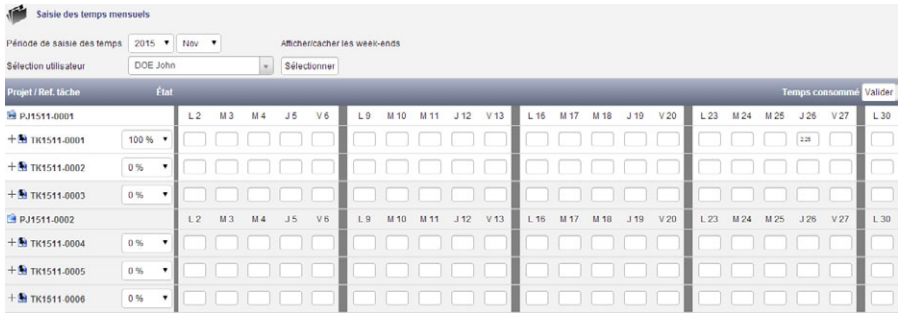 Saisie des temps mensuels
Période de saisie des temps 2015 Nov Afficher/cacher les week-ends
Sélection utilisateur DOE John Sélectionner
Projet / Ref. tâche État Temps consommé Valider
PJ1511-0001 L 2 M 3 M 4 J 5 V 6 L 9 M 10 M 11 J 12 V 13 L 16 M 17 M 18 J 19 V 20 L 23 M 24 M 25 J 26 V 27 L 30
TK1511-0001 100 %
TK1511-0002 0 %
TK1511-0003 0 %
PJ1511-0002 L 2 M 3 M 4 J 5 V 6 L 9 M 10 M 11 J 12 V 13 L 16 M 17 M 18 J 19 V 20 L 23 M 24 M 25 J 26 V 27 L 30
TK1511-0004 0 %
TK1511-0005 0 %
TK1511-0006 0 %